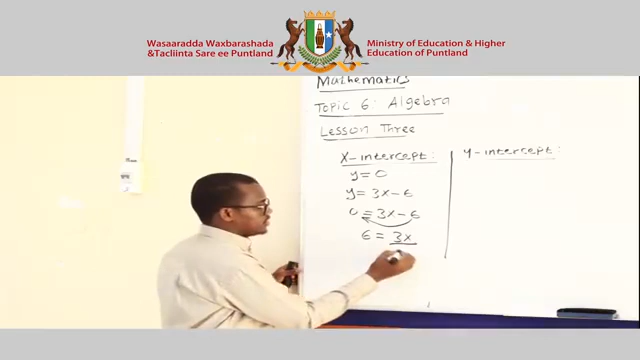 Wasaaradda Waxbarashada
&Tacliinta Sare ee Puntland
Ministry of Education & Higher
Education of Puntland
Mathematics
Topic 6: Algebra
Lesson Three
X-intercept:
y=0
y=3x-6
0=3x-6
6=3x
Y-intercept: